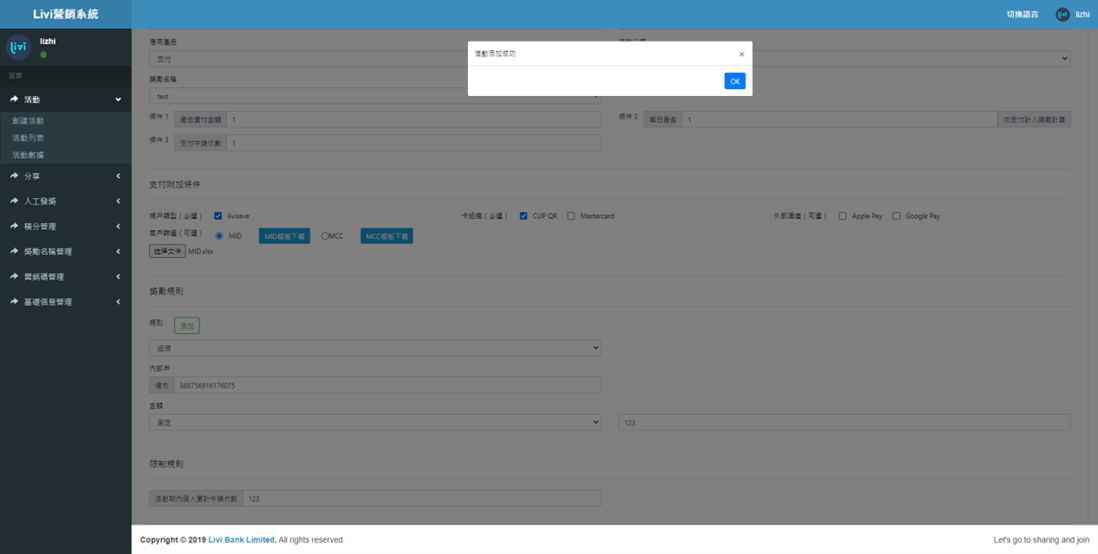 Livi營銷系統
切換語言
livi
lizhi
livi
lizhi
菜單
活動
創建活動
活動列表
活動數據
分享
人工發獎
積分管理
獎勵名稱管理
營銷碼管理
基礎信息管理
應用產品
支付
獎勵名稱
test
活動添加成功
×
OK
條件 1 最低實付金額 1
條件 2 每日最多 1 次支付計入獎勵計算
條件 3 支付中獎次數 1
支付附加條件
帳戶類型 ( 必選 ) livisave
卡組織 ( 必選 ) CUP QR Mastercard
外部渠道 ( 可選 ) Apple Pay Google Pay
商戶篩選 ( 可選 ) MID MID模板下載 MCC MCC模板下載
选择文件 MID.xlsx
獎勵規則
規則 添加
返現
內部戶
借方 388756916176075
金額
固定
123
限制規則
活動期內個人累計中獎次數 123
Copyright © 2019 Livi Bank Limited. All rights reserved.
Let's go to sharing and join